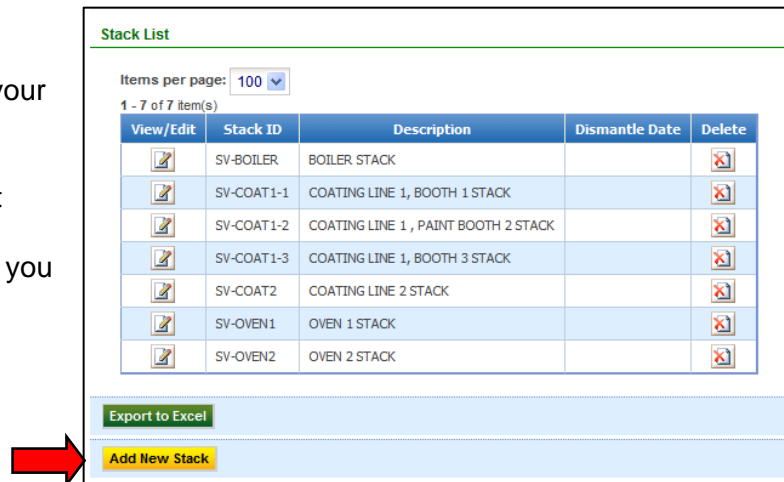 your
you
Stack List
Items per page: 100
1 - 7 of 7 item(s)
View/Edit Stack ID Description Dismantle Date Delete
SV-BOILER BOILER STACK
SV-COAT1-1 COATING LINE 1, BOOTH 1 STACK
SV-COAT1-2 COATING LINE 1 , PAINT BOOTH 2 STACK
SV-COAT1-3 COATING LINE 1, BOOTH 3 STACK
SV-COAT2 COATING LINE 2 STACK
SV-OVEN1 OVEN 1 STACK
SV-OVEN2 OVEN 2 STACK
Export to Excel
Add New Stack